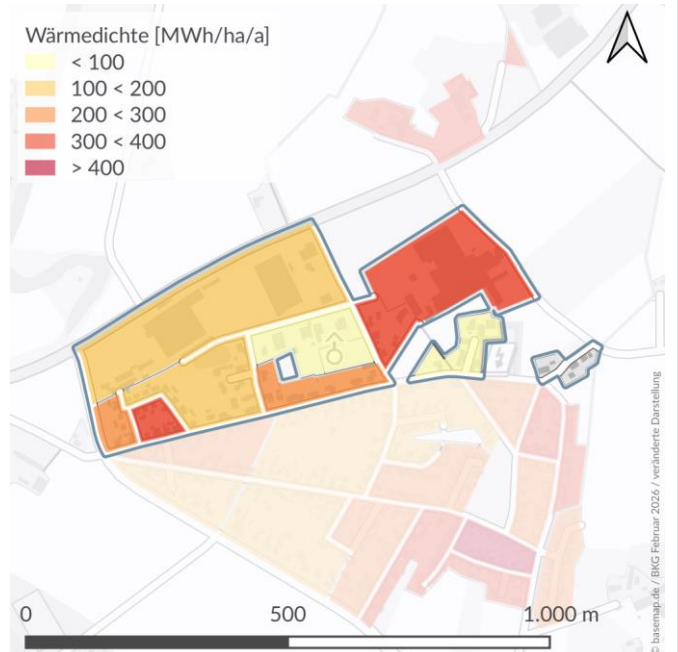 Wärmedichte [MWh/ha/a]
< 100
100 < 200
200 < 300
300 < 400
> 400
0 500 1.000 m
© basemap.de / BKG Februar 2026 / veränderte Darstellung